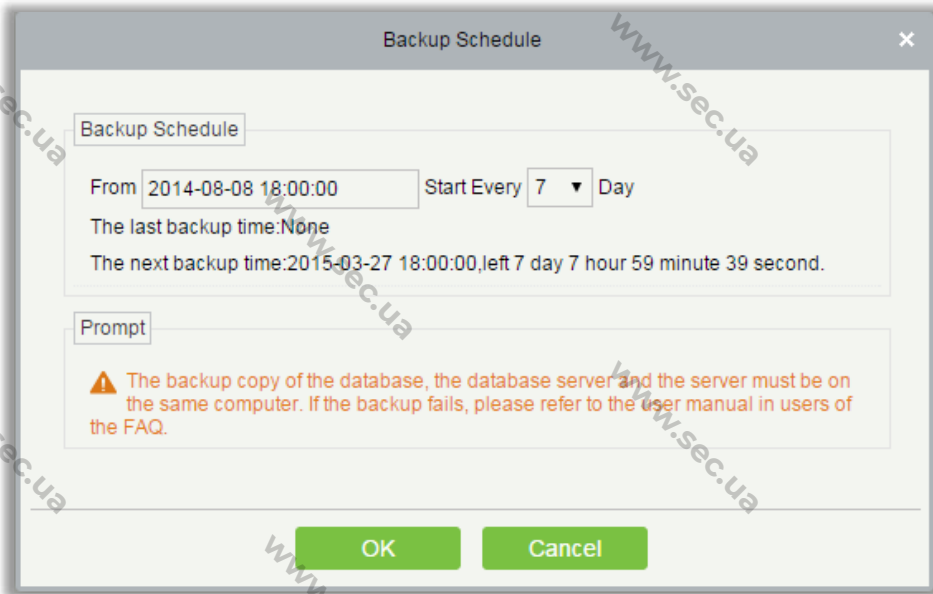 Backup Schedule
×
Backup Schedule
From 2014-08-08 18:00:00 Start Every 7 ▼ Day
The last backup time:None
The next backup time:2015-03-27 18:00:00,left 7 day 7 hour 59 minute 39 second.
Prompt
The backup copy of the database, the database server and the server must be on
the same computer. If the backup fails, please refer to the user manual in users of
the FAQ.
OK Cancel
www.sec.ua
www.sec.ua
www.sec.ua